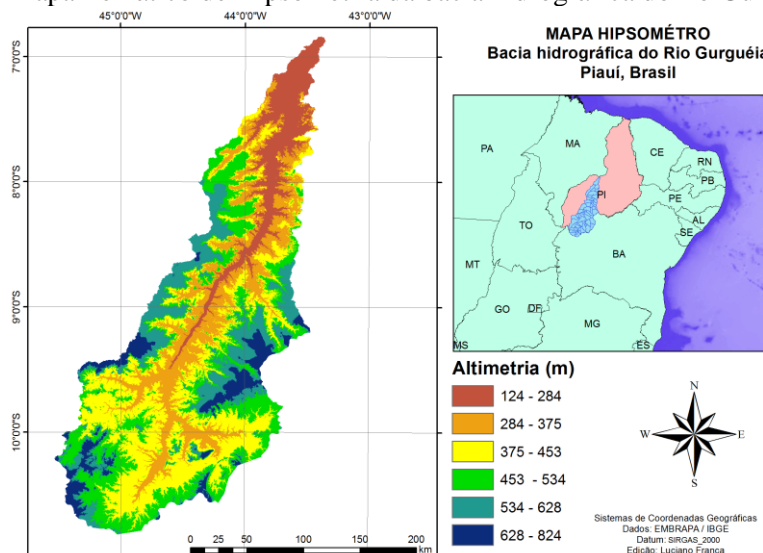 45°0'0"S 44°0'0"S 43°0'0"S
7°0'0"S
8°0'0"S
9°0'0"S
10°0'0"S
0 25 50 100 150 200
km
MAPA HIPSOMÉTRO
Bacia hidrográfica do Rio Gurguéia
Piauí, Brasil
PA
MA
CE
RN
PB
PI
PE
AL
SE
TO
BA
MT
GO
DF
MG
MS
ES
Altimetria (m)
124 - 284
284 - 375
375 - 453
453 - 534
534 - 628
628 - 824
N
W E
S
Sistemas de Coordenadas Geográficas
Dados: EMBRAPA / IBGE
Datum: SIRGAS_2000
Edição: Luciano França